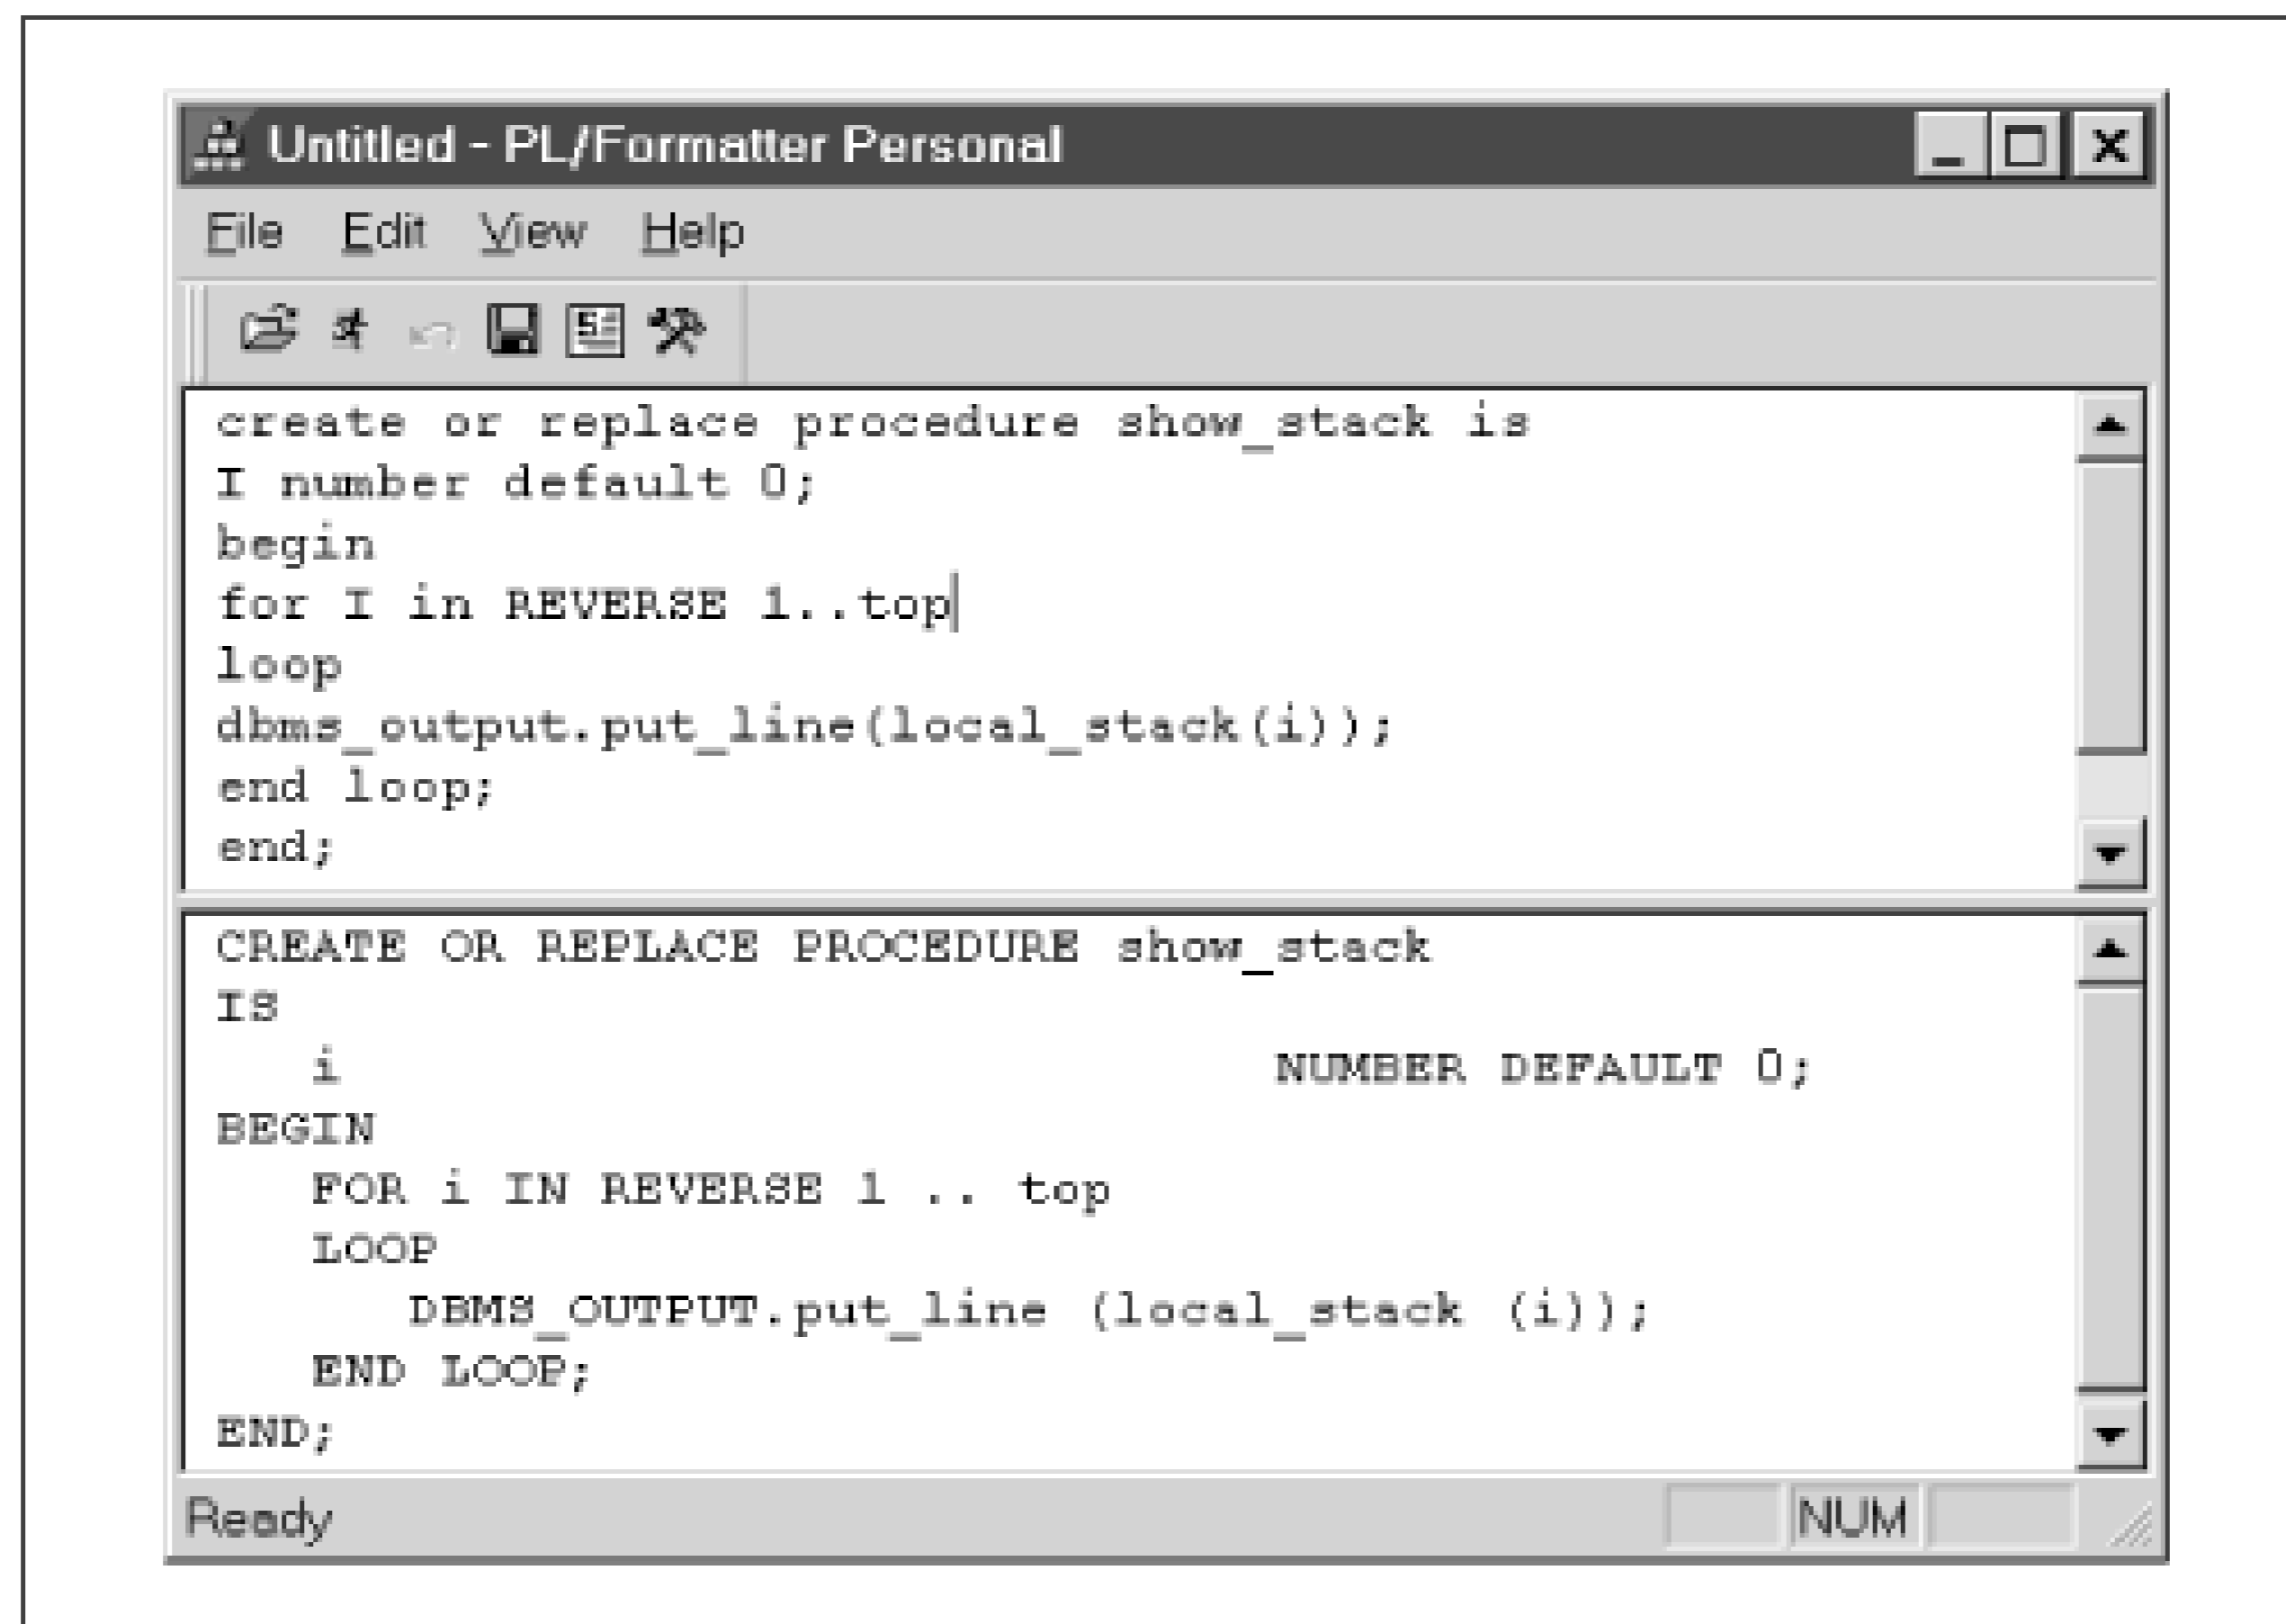 Untitled - PL/Formatter Personal
File Edit View Help
create or replace procedure show_stack is
I number default 0;
begin
for I in REVERSE 1..top
loop
dbms_output.put_line(local_stack(i));
end loop;
end;
CREATE OR REPLACE PROCEDURE show_stack
IS
   i                              NUMBER DEFAULT 0;
BEGIN
   FOR i IN REVERSE 1 .. top
   LOOP
      DBMS_OUTPUT.put_line (local_stack (i));
   END LOOP;
END;
Ready NUM